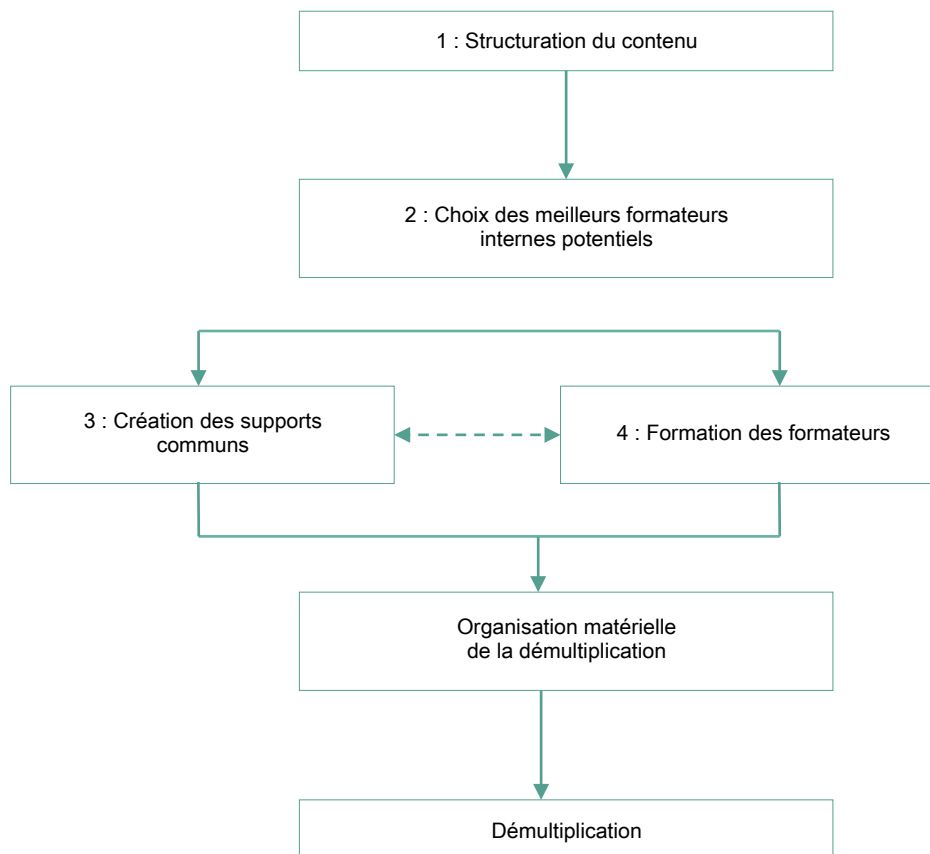 1 : Structuration du contenu
2 : Choix des meilleurs formateurs
internes potentiels
3 : Création des supports
communs
4 : Formation des formateurs
Organisation matérielle
de la démultiplication
Démultiplication